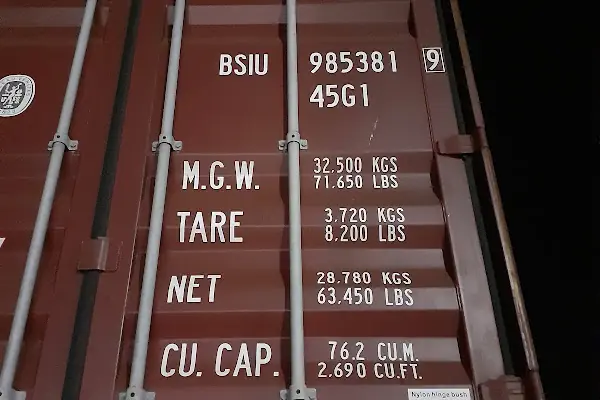 BSIU 985381 9
45G1
M.G.W. 32,500 KGS
71,650 LBS
TARE 3,720 KGS
8,200 LBS
NET 28,780 KGS
63,450 LBS
CU. CAP. 76.2 CU.M.
2,690 CU.FT.
Nylon hinge bush